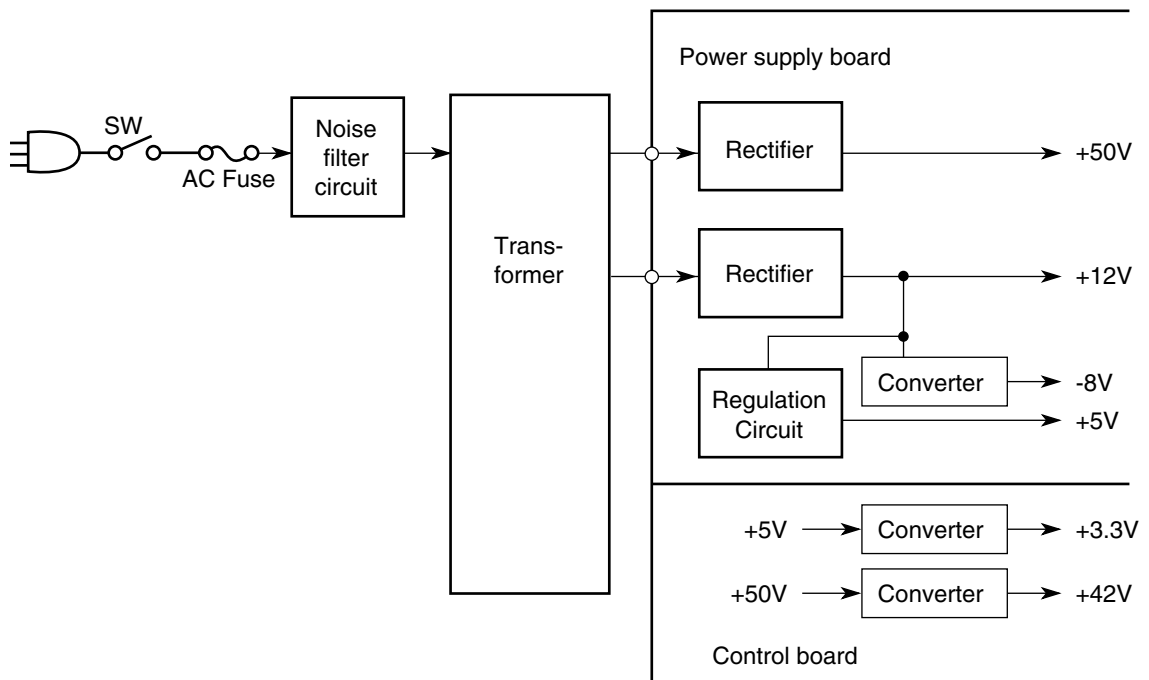 Power supply board
SW
AC Fuse
Noise
filter
circuit
Trans-
former
Rectifier
+50V
Rectifier
+12V
Converter
-8V
Regulation
Circuit
+5V
+5V
Converter
+3.3V
+50V
Converter
+42V
Control board